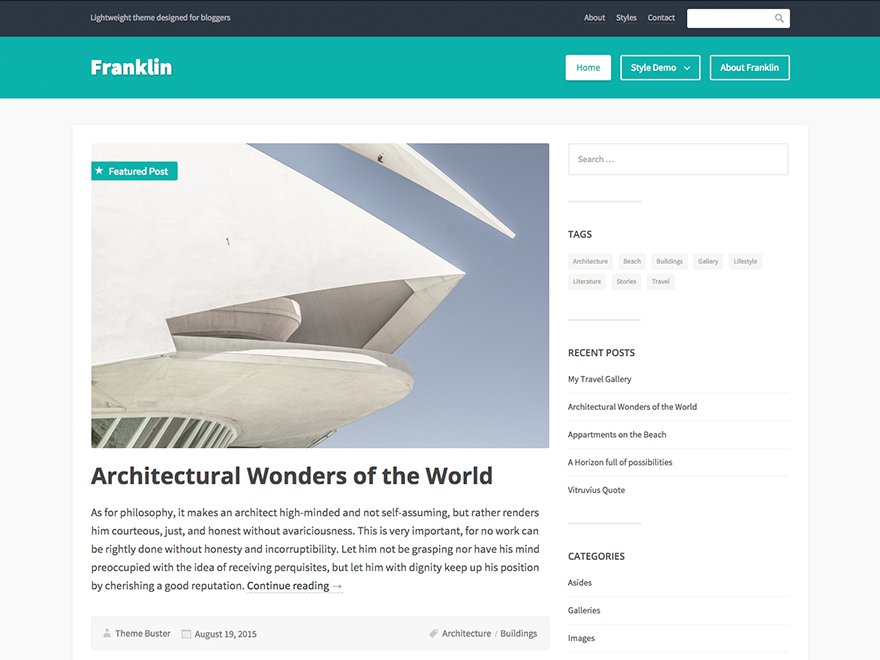 Lightweight theme designed for bloggers
About Styles Contact
Franklin
Home Style Demo About Franklin
★ Featured Post
Architectural Wonders of the World
As for philosophy, it makes an architect high-minded and not self-assuming, but rather renders
him courteous, just, and honest without avariciousness. This is very important, for no work can
be rightly done without honesty and incorruptibility. Let him not be grasping nor have his mind
preoccupied with the idea of receiving perquisites, but let him with dignity keep up his position
by cherishing a good reputation. Continue reading →
Theme Buster August 19, 2015 Architecture / Buildings
Search …
TAGS
Architecture Beach Buildings Gallery Lifestyle
Literature Stories Travel
RECENT POSTS
My Travel Gallery
Architectural Wonders of the World
Appartments on the Beach
A Horizon full of possibilities
Vitruvius Quote
CATEGORIES
Asides
Galleries
Images